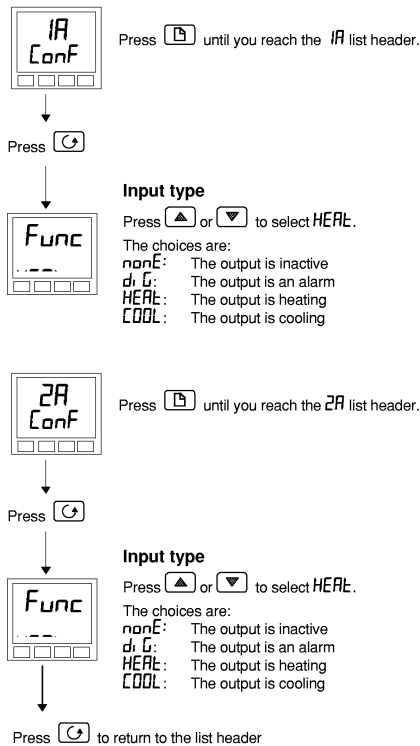 1A
ConF
Press until you reach the 1A list header.
Press
Func
Input type
Press or to select HEAt.
The choices are:
nonE: The output is inactive
di G: The output is an alarm
HEAt: The output is heating
COOL: The output is cooling
2A
ConF
Press until you reach the 2A list header.
Press
Func
Input type
Press or to select HEAt.
The choices are:
nonE: The output is inactive
di G: The output is an alarm
HEAt: The output is heating
COOL: The output is cooling
Press to return to the list header